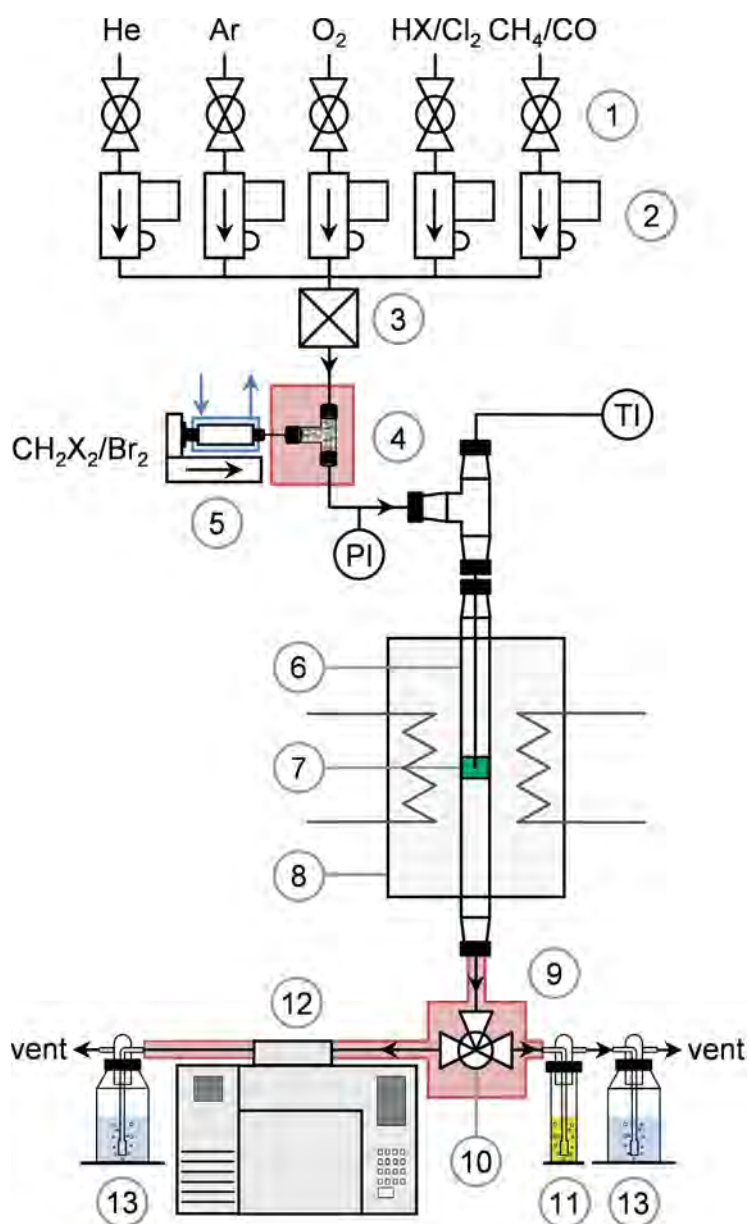 He Ar O₂ HX/Cl₂ CH₄/CO
1
2
3
4
TI
CH₂X₂/Br₂
5
PI
6
7
8
9
12
vent
vent
13
10
11
13